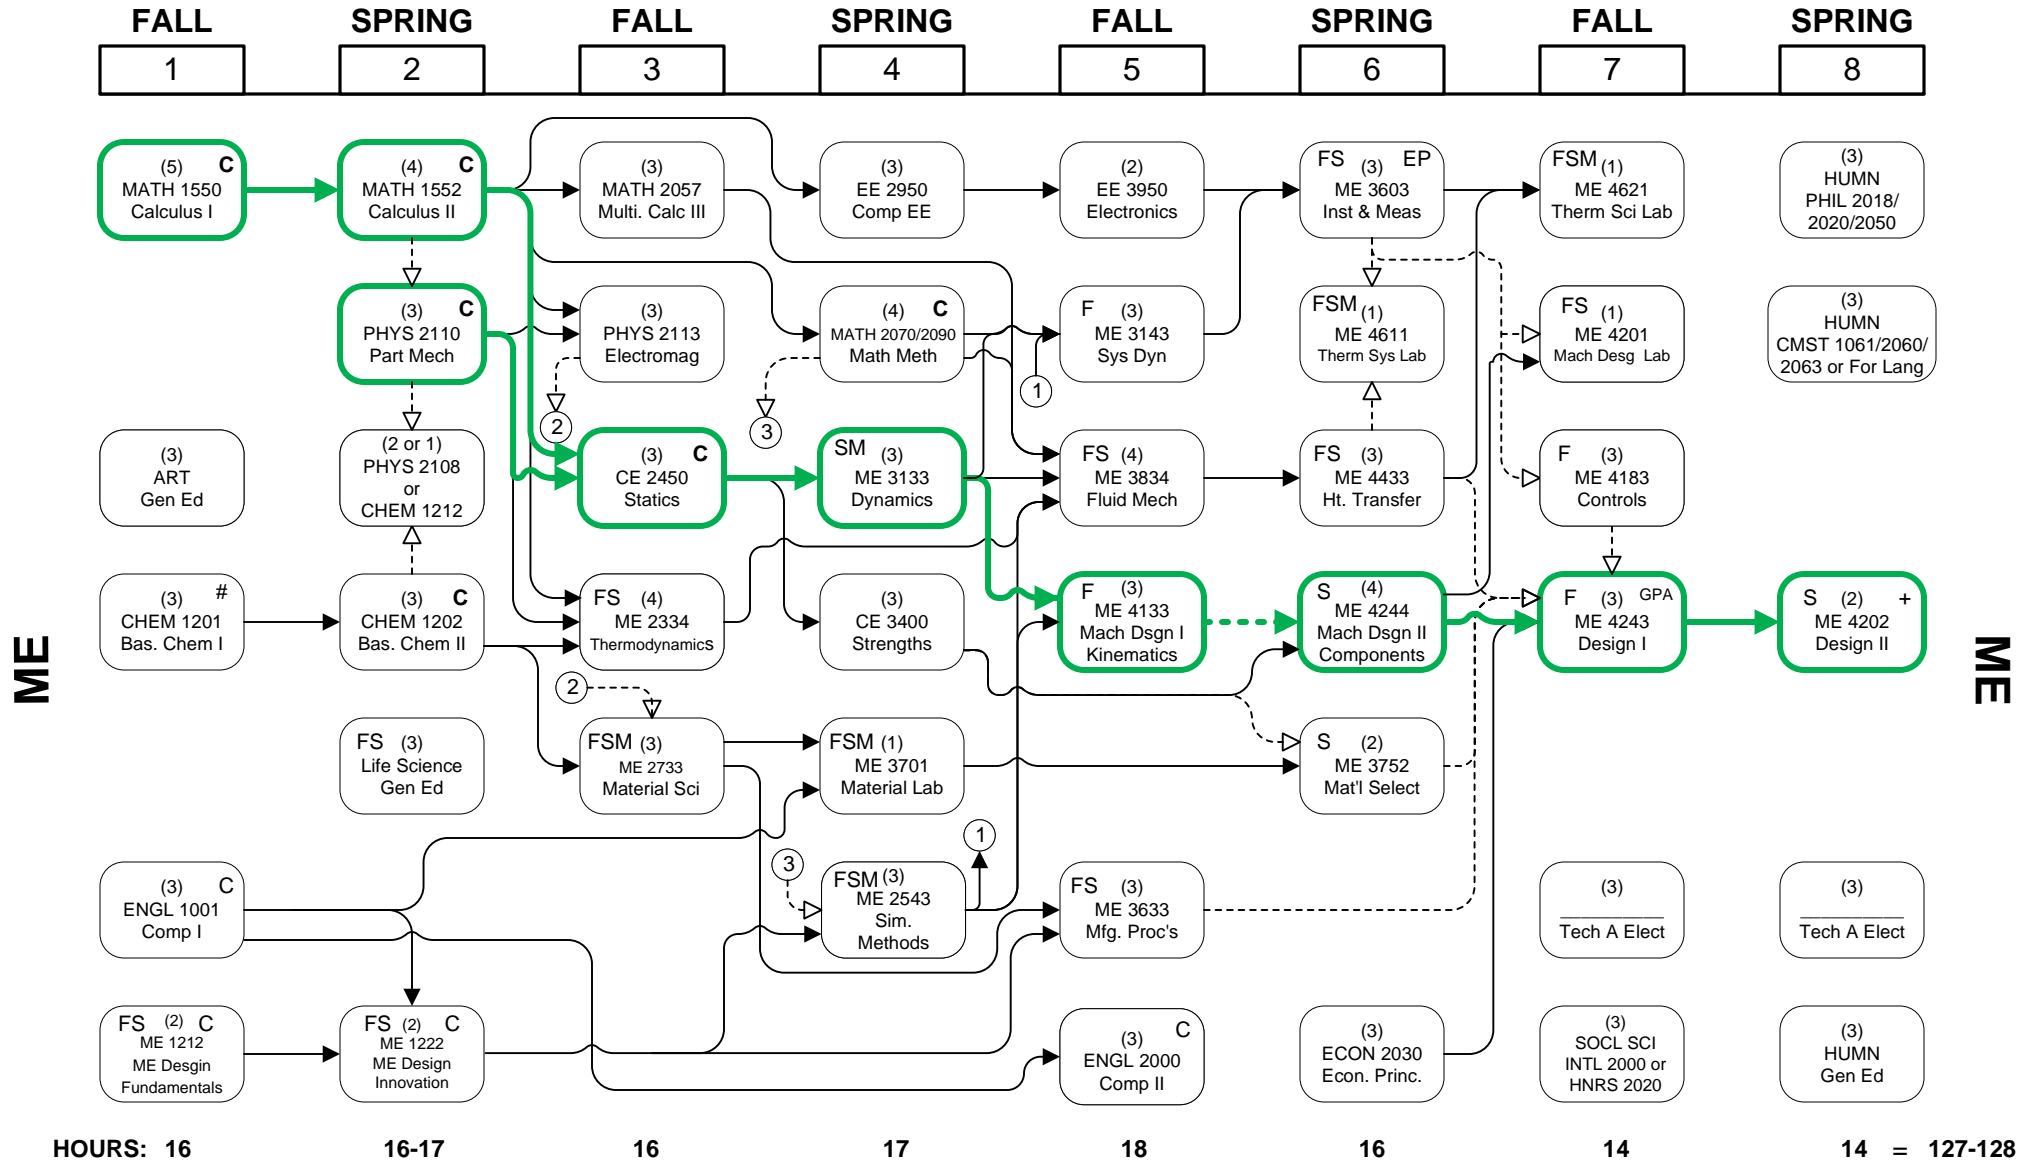 FALL
SPRING
FALL
SPRING
FALL
SPRING
FALL
SPRING
1
2
3
4
5
6
7
8
(5) C
MATH 1550
Calculus I
(4) C
MATH 1552
Calculus II
(3)
MATH 2057
Multi. Calc III
(3)
EE 2950
Comp EE
(2)
EE 3950
Electronics
FS (3) EP
ME 3603
Inst & Meas
FSM (1)
ME 4621
Therm Sci Lab
(3)
HUMN
PHIL 2018/
2020/2050
(3) C
PHYS 2110
Part Mech
(3)
PHYS 2113
Electromag
(4) C
MATH 2070/2090
Math Meth
F (3)
ME 3143
Sys Dyn
FSM (1)
ME 4611
Therm Sys Lab
FS (1)
ME 4201
Mach Desg Lab
(3)
HUMN
CMST 1061/2060/
2063 or For Lang
1
2
3
(3)
ART
Gen Ed
(2 or 1)
PHYS 2108
or
CHEM 1212
(3) C
CE 2450
Statics
SM (3)
ME 3133
Dynamics
FS (4)
ME 3834
Fluid Mech
FS (3)
ME 4433
Ht. Transfer
F (3)
ME 4183
Controls
(3) #
CHEM 1201
Bas. Chem I
(3) C
CHEM 1202
Bas. Chem II
FS (4)
ME 2334
Thermodynamics
(3)
CE 3400
Strengths
F (3)
ME 4133
Mach Dsgn I
Kinematics
S (4)
ME 4244
Mach Dsgn II
Components
F (3) GPA
ME 4243
Design I
S (2) +
ME 4202
Design II
ME
ME
2
FS (3)
Life Science
Gen Ed
FSM (3)
ME 2733
Material Sci
FSM (1)
ME 3701
Material Lab
S (2)
ME 3752
Mat'l Select
1
3
(3) C
ENGL 1001
Comp I
FSM (3)
ME 2543
Sim.
Methods
FS (3)
ME 3633
Mfg. Proc's
(3)
__________
Tech A Elect
(3)
__________
Tech A Elect
FS (2) C
ME 1212
ME Desgin
Fundamentals
FS (2) C
ME 1222
ME Design
Innovation
(3) C
ENGL 2000
Comp II
(3)
ECON 2030
Econ. Princ.
(3)
SOCL SCI
INTL 2000 or
HNRS 2020
(3)
HUMN
Gen Ed
HOURS: 16 16-17 16 17 18 16 14 14 = 127-128